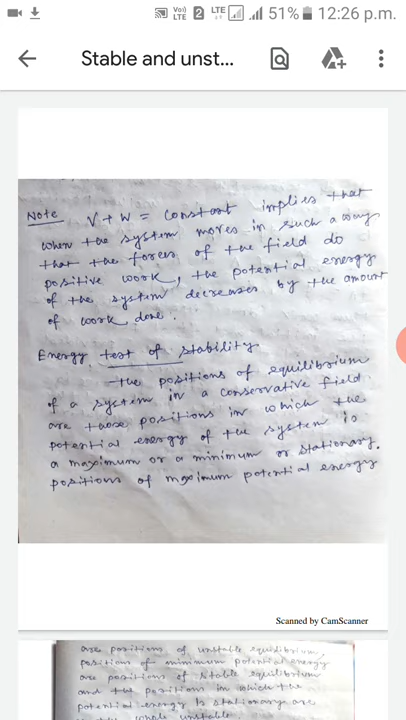 Vo)) LTE 2 LTE 51% 12:26 p.m.
Stable and unst...
Note V + W = constant implies that
when the system moves in such a way
that the forces of the field do
positive work, the potential energy
of the system decreases by the amount
of work done.
Energy test of stability
- the positions of equilibrium
of a system in a conservative field
are those positions in which the
potential energy of the system is
a maximum or a minimum or stationary.
positions of maximum potential energy
Scanned by CamScanner
are positions of unstable equilibrium,
positions of minimum potential energy
are positions of stable equilibrium
and the positions in which the
potential energy is stationary are
unstable